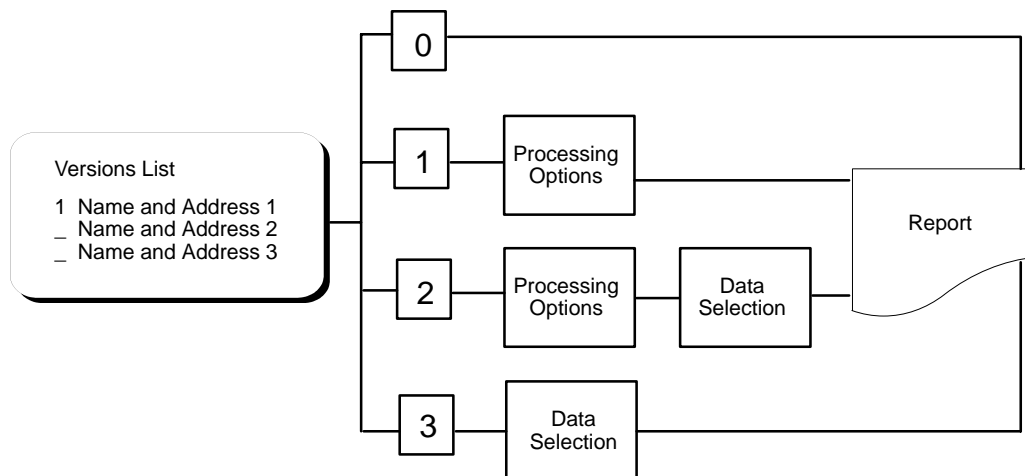 Versions List
1 Name and Address 1
_ Name and Address 2
_ Name and Address 3
0
1
Processing
Options
Report
2
Processing
Options
Data
Selection
3
Data
Selection